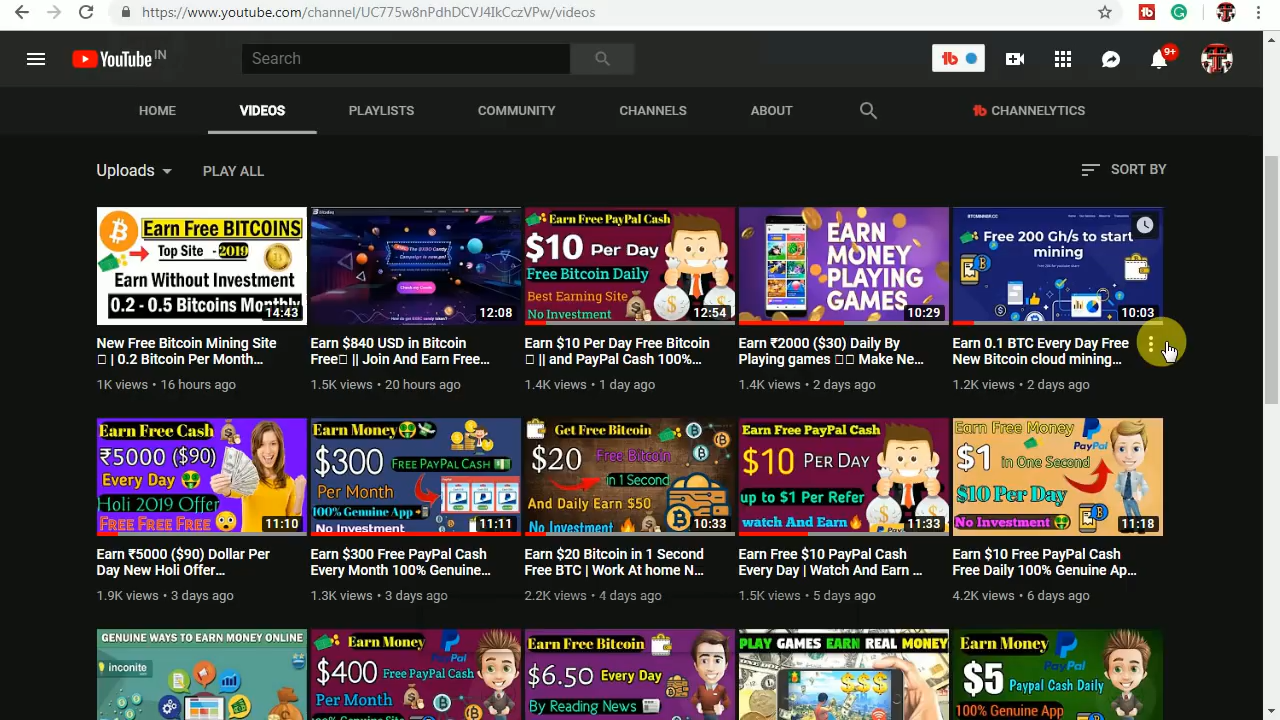 https://www.youtube.com/channel/UC775w8nPdhDCVJ4IkCczVPw/videos
YouTube IN
Search
9+
HOME
VIDEOS
PLAYLISTS
COMMUNITY
CHANNELS
ABOUT
CHANNELYTICS
Uploads
PLAY ALL
SORT BY
Earn Free BITCOINS
Top Site - 2019
Earn Without Investment
0.2 - 0.5 Bitcoins Monthly
14:43
New Free Bitcoin Mining Site
| 0.2 Bitcoin Per Month...
1K views • 16 hours ago
12:08
Earn $840 USD in Bitcoin
Free || Join And Earn Free...
1.5K views • 20 hours ago
Earn Free PayPal Cash
$10 Per Day
Free Bitcoin Daily
Best Earning Site
No Investment
12:54
Earn $10 Per Day Free Bitcoin
|| and PayPal Cash 100%...
1.4K views • 1 day ago
EARN
MONEY
PLAYING
GAMES
10:29
Earn ₹2000 ($30) Daily By
Playing games Make Ne...
1.4K views • 2 days ago
BTCMINER.CC
Free 200 Gh/s to start
mining
10:03
Earn 0.1 BTC Every Day Free
New Bitcoin cloud mining...
1.2K views • 2 days ago
Earn Free Cash
₹5000 ($90)
Every Day
Holi 2019 Offer
FREE FREE FREE
11:10
Earn ₹5000 ($90) Dollar Per
Day New Holi Offer...
1.9K views • 3 days ago
Earn Money
$300 FREE PAYPAL CASH
Per Month
100% Genuine App
No Investment
11:11
Earn $300 Free PayPal Cash
Every Month 100% Genuine...
1.3K views • 3 days ago
Get Free Bitcoin
$20 Free Bitcoin
in 1 Second
And Daily Earn $50
No Investment
10:33
Earn $20 Bitcoin in 1 Second
Free BTC | Work At home N...
2.2K views • 4 days ago
Earn Free PayPal Cash
$10 PER DAY
up to $1 Per Refer
watch And Earn
11:33
Earn Free $10 PayPal Cash
Every Day | Watch And Earn ...
1.5K views • 5 days ago
Earn Free Money
PayPal
$1 in One Second
$10 Per Day
No Investment
11:18
Earn $10 Free PayPal Cash
Free Daily 100% Genuine Ap...
4.2K views • 6 days ago
GENUINE WAYS TO EARN MONEY ONLINE
inconite
Earn Money
PayPal
$400 Free PayPal Cash
Per Month
Earn Free Bitcoin
$6.50 Every Day
By Reading News
PLAY GAMES EARN REAL MONEY
$$$
Earn Money
PayPal
$5 Paypal Cash Daily
100% Genuine App